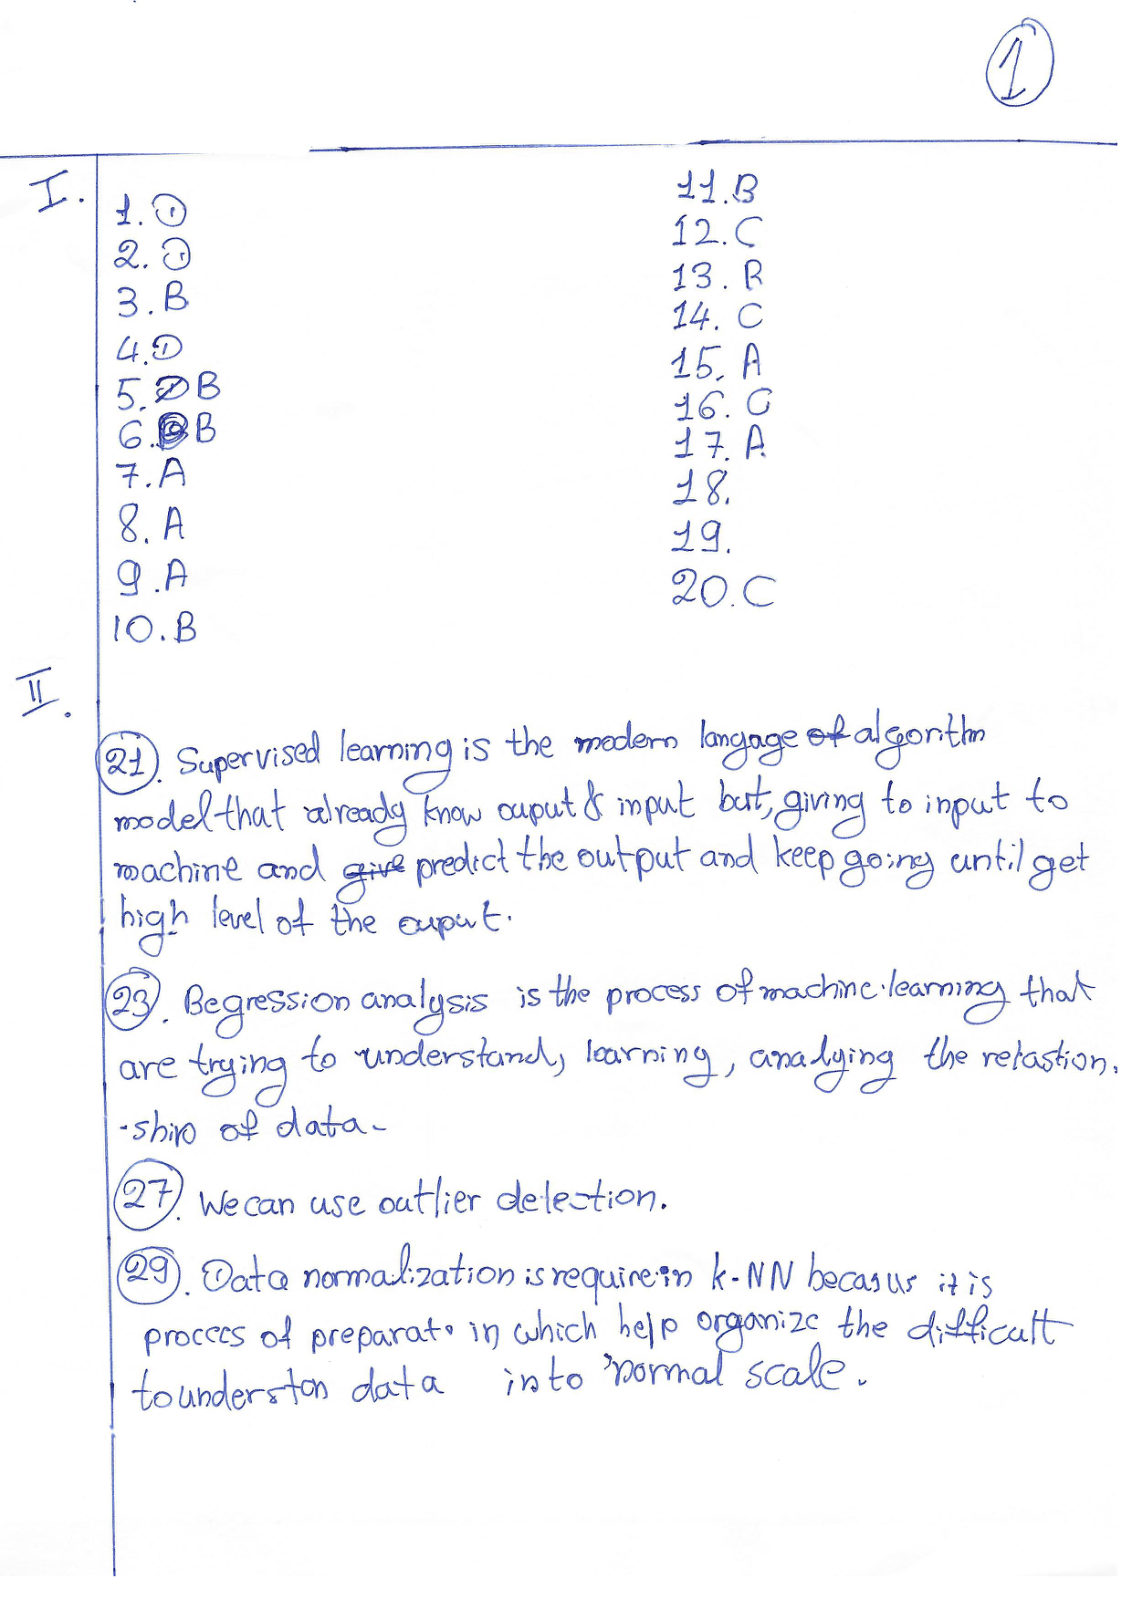 1
I.
1. D
2. D
3. B
4. D
5. B
6. B
7. A
8. A
9. A
10. B
11. B
12. C
13. B
14. C
15. A
16. C
17. A
18.
19.
20. C
II.
21. Supervised learning is the modern langage of algorithm
model that already know ouput & input but, giving to input to
machine and give predict the output and keep going until get
high level of the ouput.
23. Begression analysis is the process of machine learning that
are trying to understand, learning, analying the relastion.
-ship of data-
27. We can use outlier detection.
29. Data normalization is require in k-NN becasus it is
procces of preparato in which help organize the difficult
to understan data into normal scale.